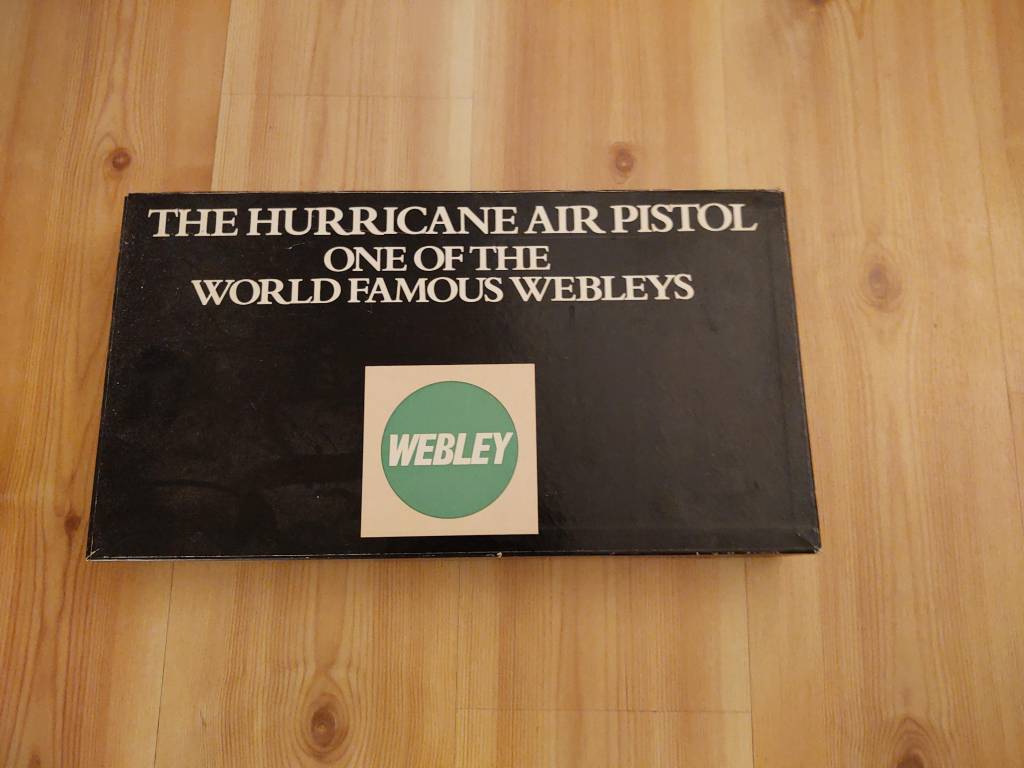 THE HURRICANE AIR PISTOL
ONE OF THE
WORLD FAMOUS WEBLEYS
WEBLEY